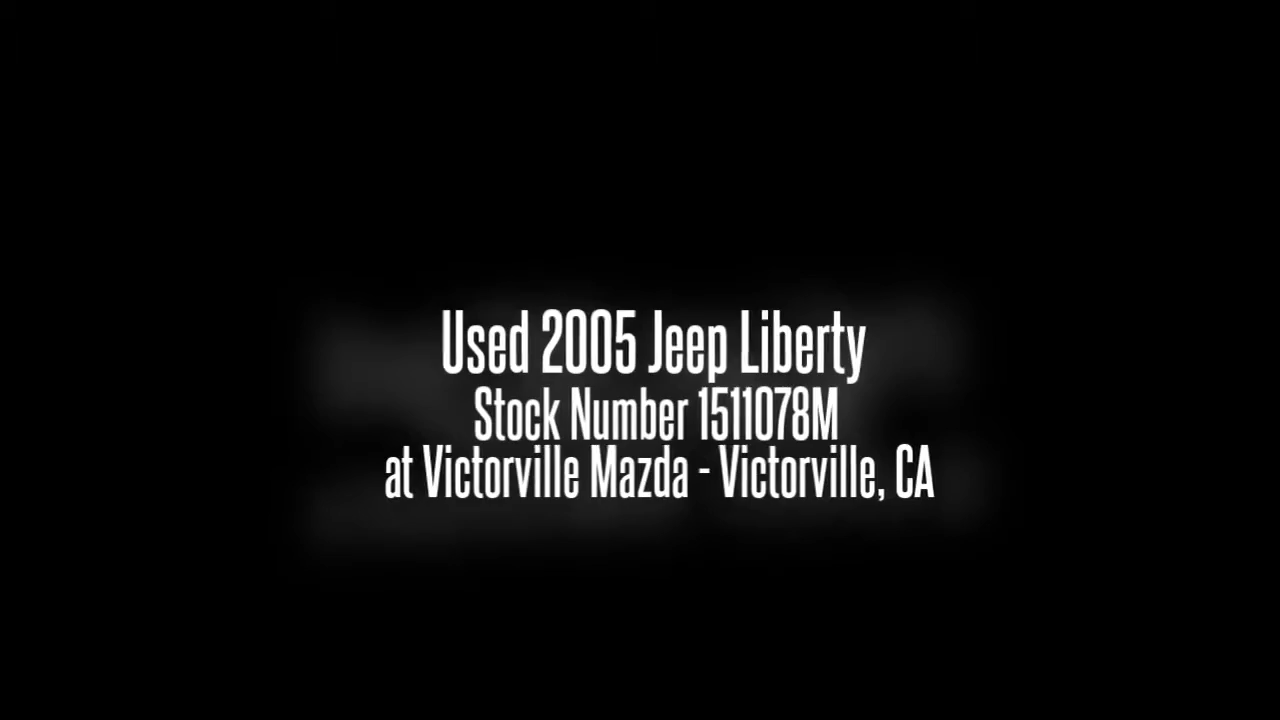 Used 2005 Jeep Liberty
Stock Number 1511078M
at Victorville Mazda - Victorville, CA